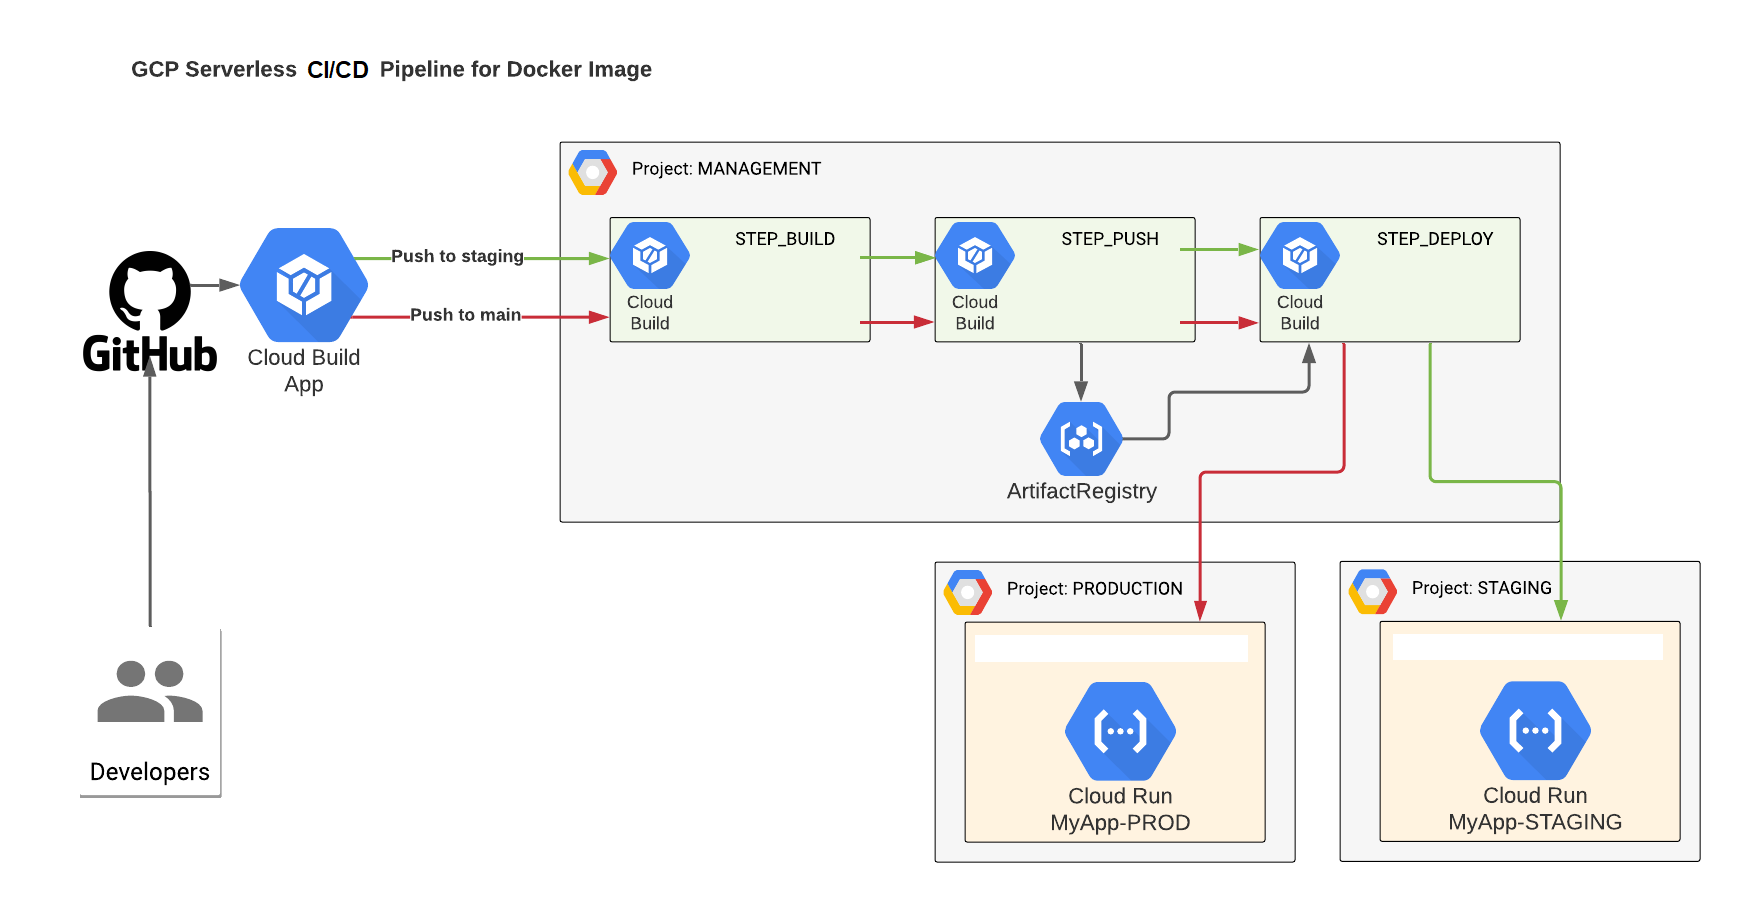 GCP Serverless CI/CD Pipeline for Docker Image
Project: MANAGEMENT
STEP_BUILD
STEP_PUSH
STEP_DEPLOY
Push to staging
Push to main
Cloud
Build
Cloud
Build
Cloud
Build
GitHub
Cloud Build
App
ArtifactRegistry
Project: PRODUCTION
Project: STAGING
Developers
Cloud Run
MyApp-PROD
Cloud Run
MyApp-STAGING